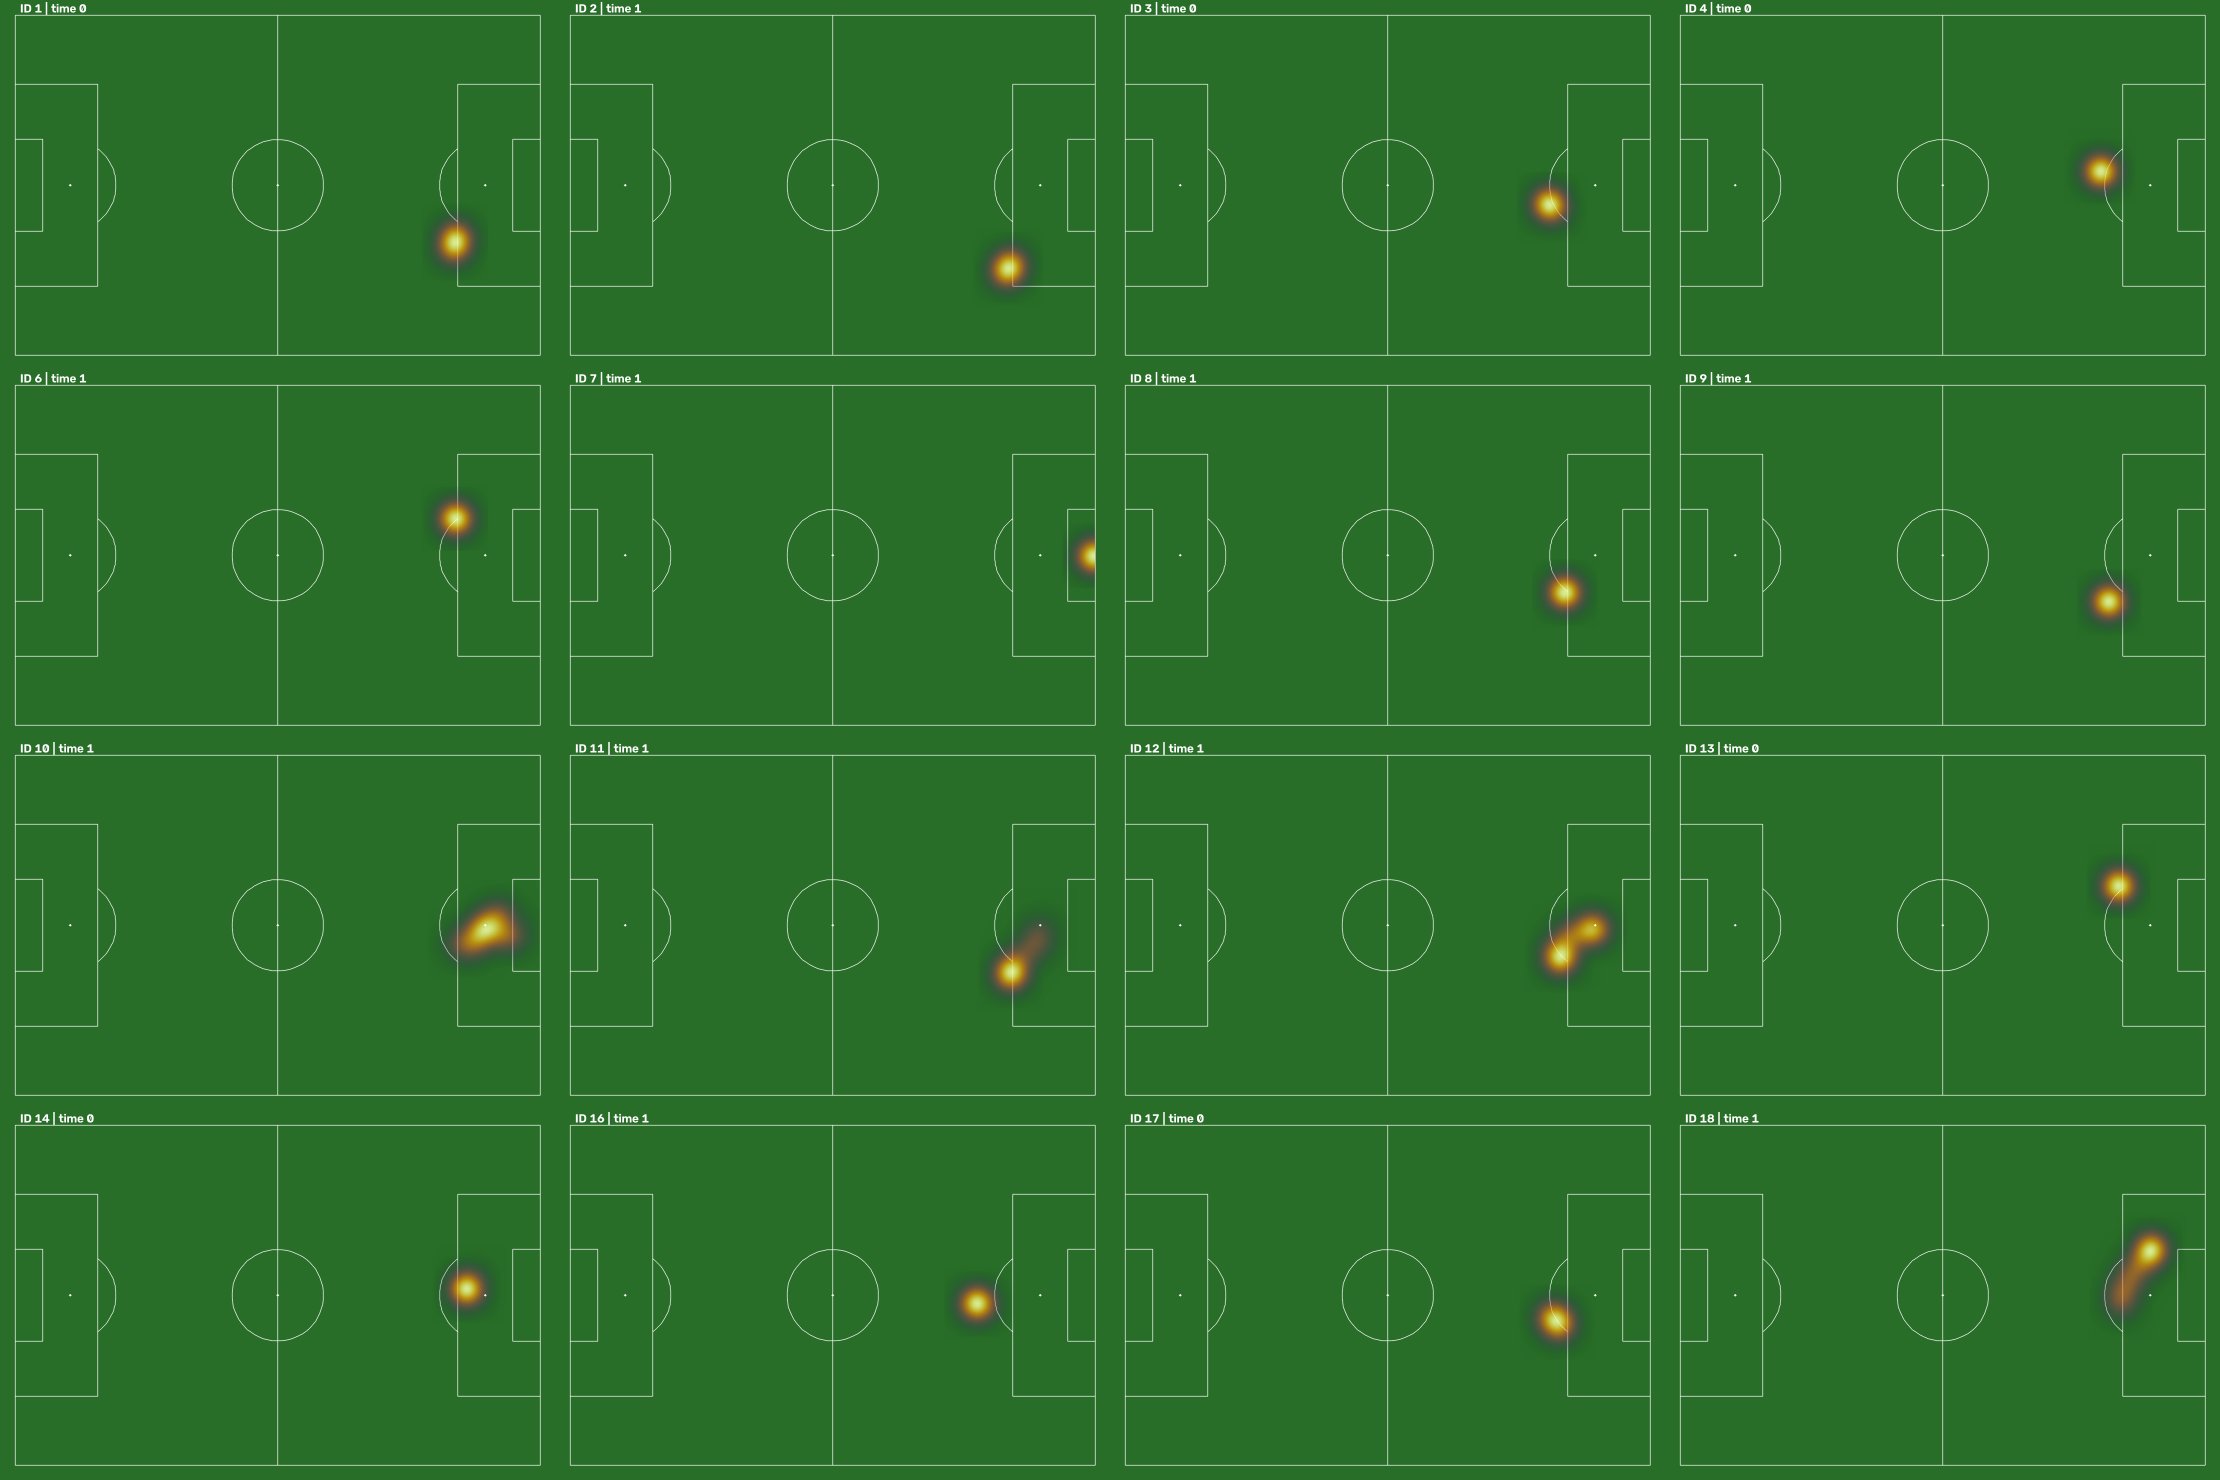 ID 1 | time 0
ID 2 | time 1
ID 3 | time 0
ID 4 | time 0
ID 6 | time 1
ID 7 | time 1
ID 8 | time 1
ID 9 | time 1
ID 10 | time 1
ID 11 | time 1
ID 12 | time 1
ID 13 | time 0
ID 14 | time 0
ID 16 | time 1
ID 17 | time 0
ID 18 | time 1